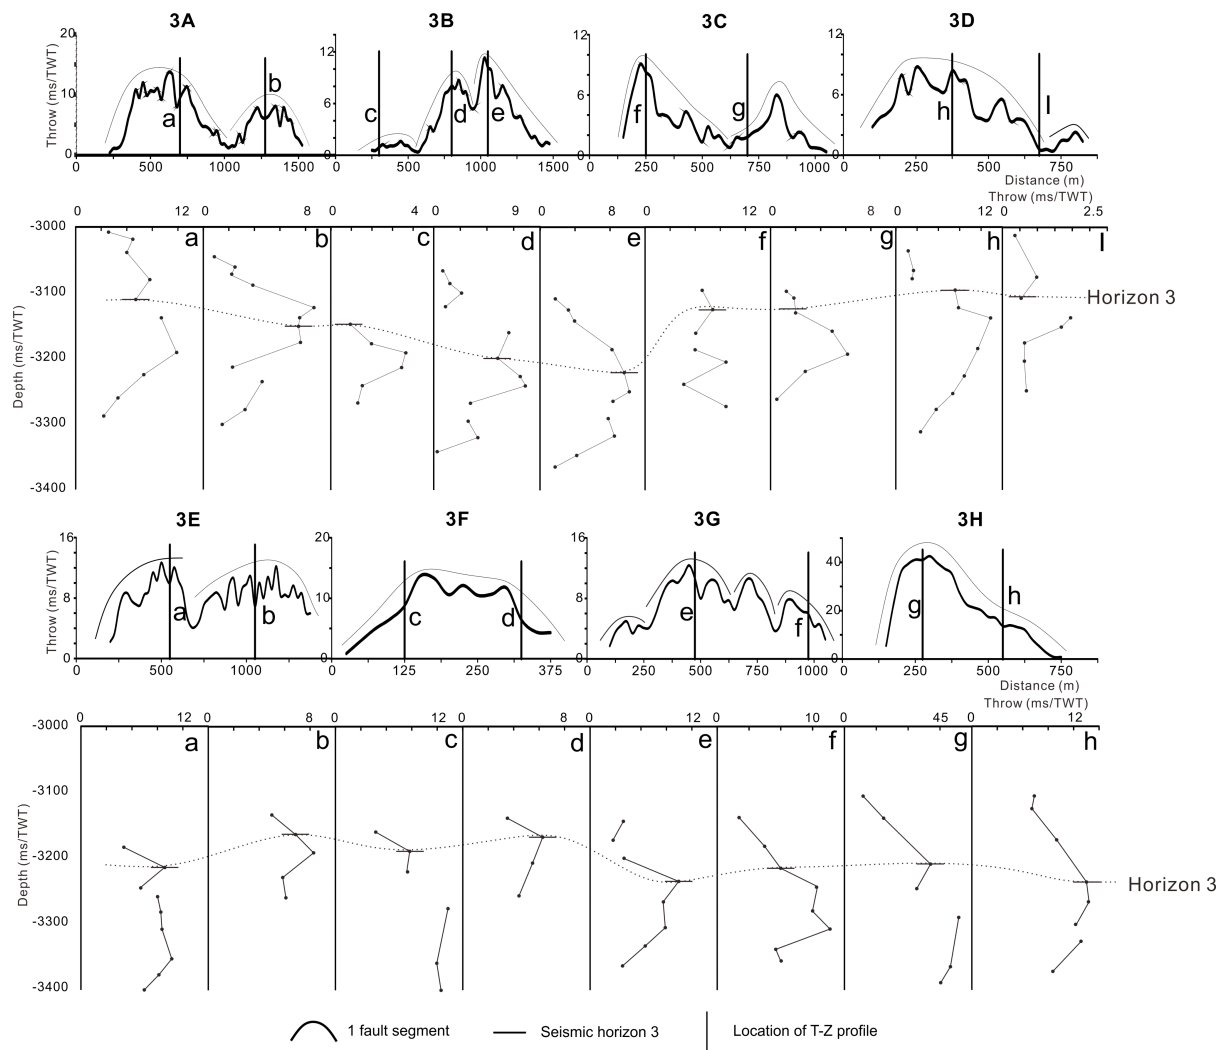 3A 3B 3C 3D
Throw (ms/TWT)
20 10 0
12 6 0
12 6 0
12 6 0
a b c d e f g h I
500 1000 1500
0 500 1000 1500
0 250 500 750 1000
0 250 500 750
Distance (m)
Throw (ms/TWT)
0 12 0 8 0 4 0 9 0 8 0 12 0 8 0 12 0 2.5
a b c d e f g h I
Depth (ms/TWT)
-3000
-3100
-3200
-3300
-3400
Horizon 3
3E 3F 3G 3H
Throw (ms/TWT)
16 8 0
20 10 0
16 8 0
40 20 0
a b c d e f g h
0 500 1000
0 125 250 375
0 250 500 750 1000
0 250 500 750
Distance (m)
Throw (ms/TWT)
0 12 0 8 0 12 0 8 0 12 10 0 45 0 12
a b c d e f g h
Depth (ms/TWT)
-3000
-3100
-3200
-3300
-3400
Horizon 3
1 fault segment Seismic horizon 3 Location of T-Z profile